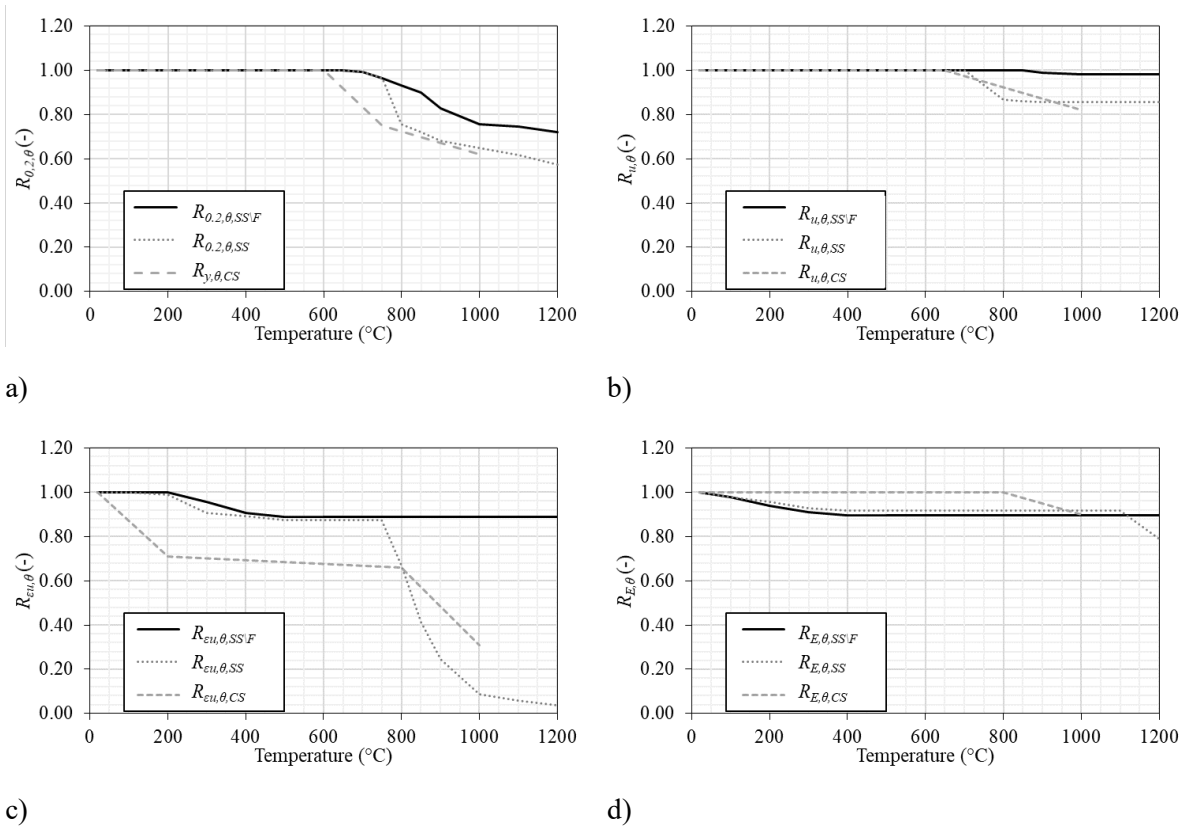 1.20
1.00
0.80
0.60
0.40
0.20
0.00
R0,2,θ (-)
R0.2,θ,SS\F
R0.2,θ,SS
Ry,θ,CS
0 200 400 600 800 1000 1200
Temperature (°C)
a)
1.20
1.00
0.80
0.60
0.40
0.20
0.00
Ru,θ (-)
Ru,θ,SS\F
Ru,θ,SS
Ru,θ,CS
0 200 400 600 800 1000 1200
Temperature (°C)
b)
1.20
1.00
0.80
0.60
0.40
0.20
0.00
Rεu,θ (-)
Rεu,θ,SS\F
Rεu,θ,SS
Rεu,θ,CS
0 200 400 600 800 1000 1200
Temperature (°C)
c)
1.20
1.00
0.80
0.60
0.40
0.20
0.00
RE,θ (-)
RE,θ,SS\F
RE,θ,SS
RE,θ,CS
0 200 400 600 800 1000 1200
Temperature (°C)
d)